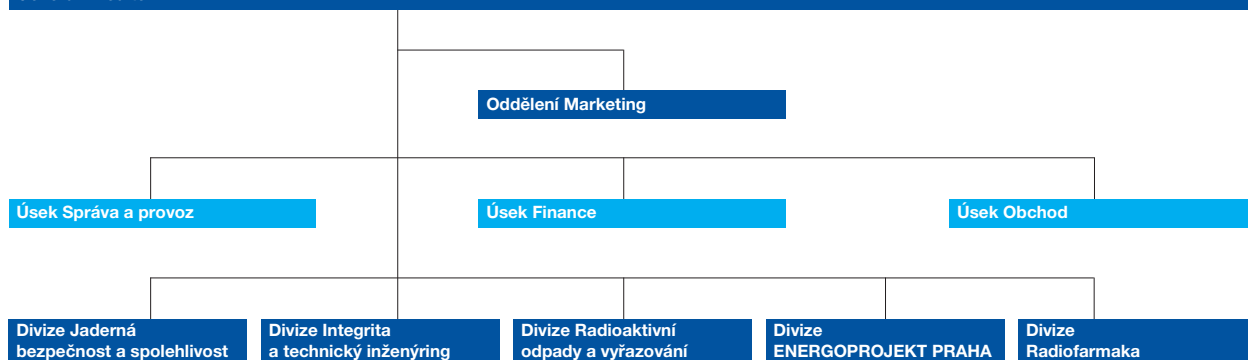 Oddělení Marketing
Úsek Správa a provoz
Úsek Finance
Úsek Obchod
Divize Jaderná
bezpečnost a spolehlivost
Divize Integrita
a technický inženýring
Divize Radioaktivní
odpady a vyřazování
Divize
ENERGOPROJEKT PRAHA
Divize
Radiofarmaka